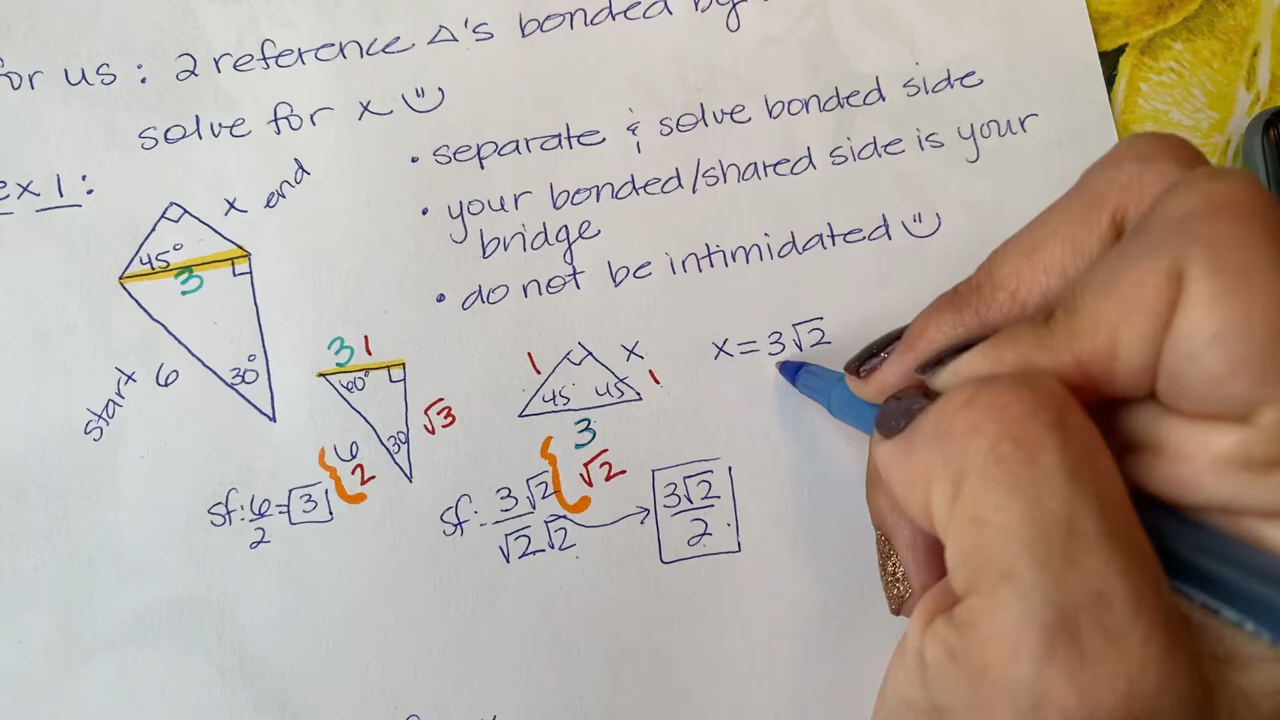 for us : 2 reference △'s bonded by
solve for x
• separate & solve bonded side
• your bonded/shared side is your
bridge
• do not be intimidated
ex 1:
x end
45°
3
start 6
30°
3 1
60°
√3
6
30
2
sf: 6/2 = 3
1 x
45 45 1
3
√2
sf: 3√2/√2√2 → 3√2/2
x = 3√2